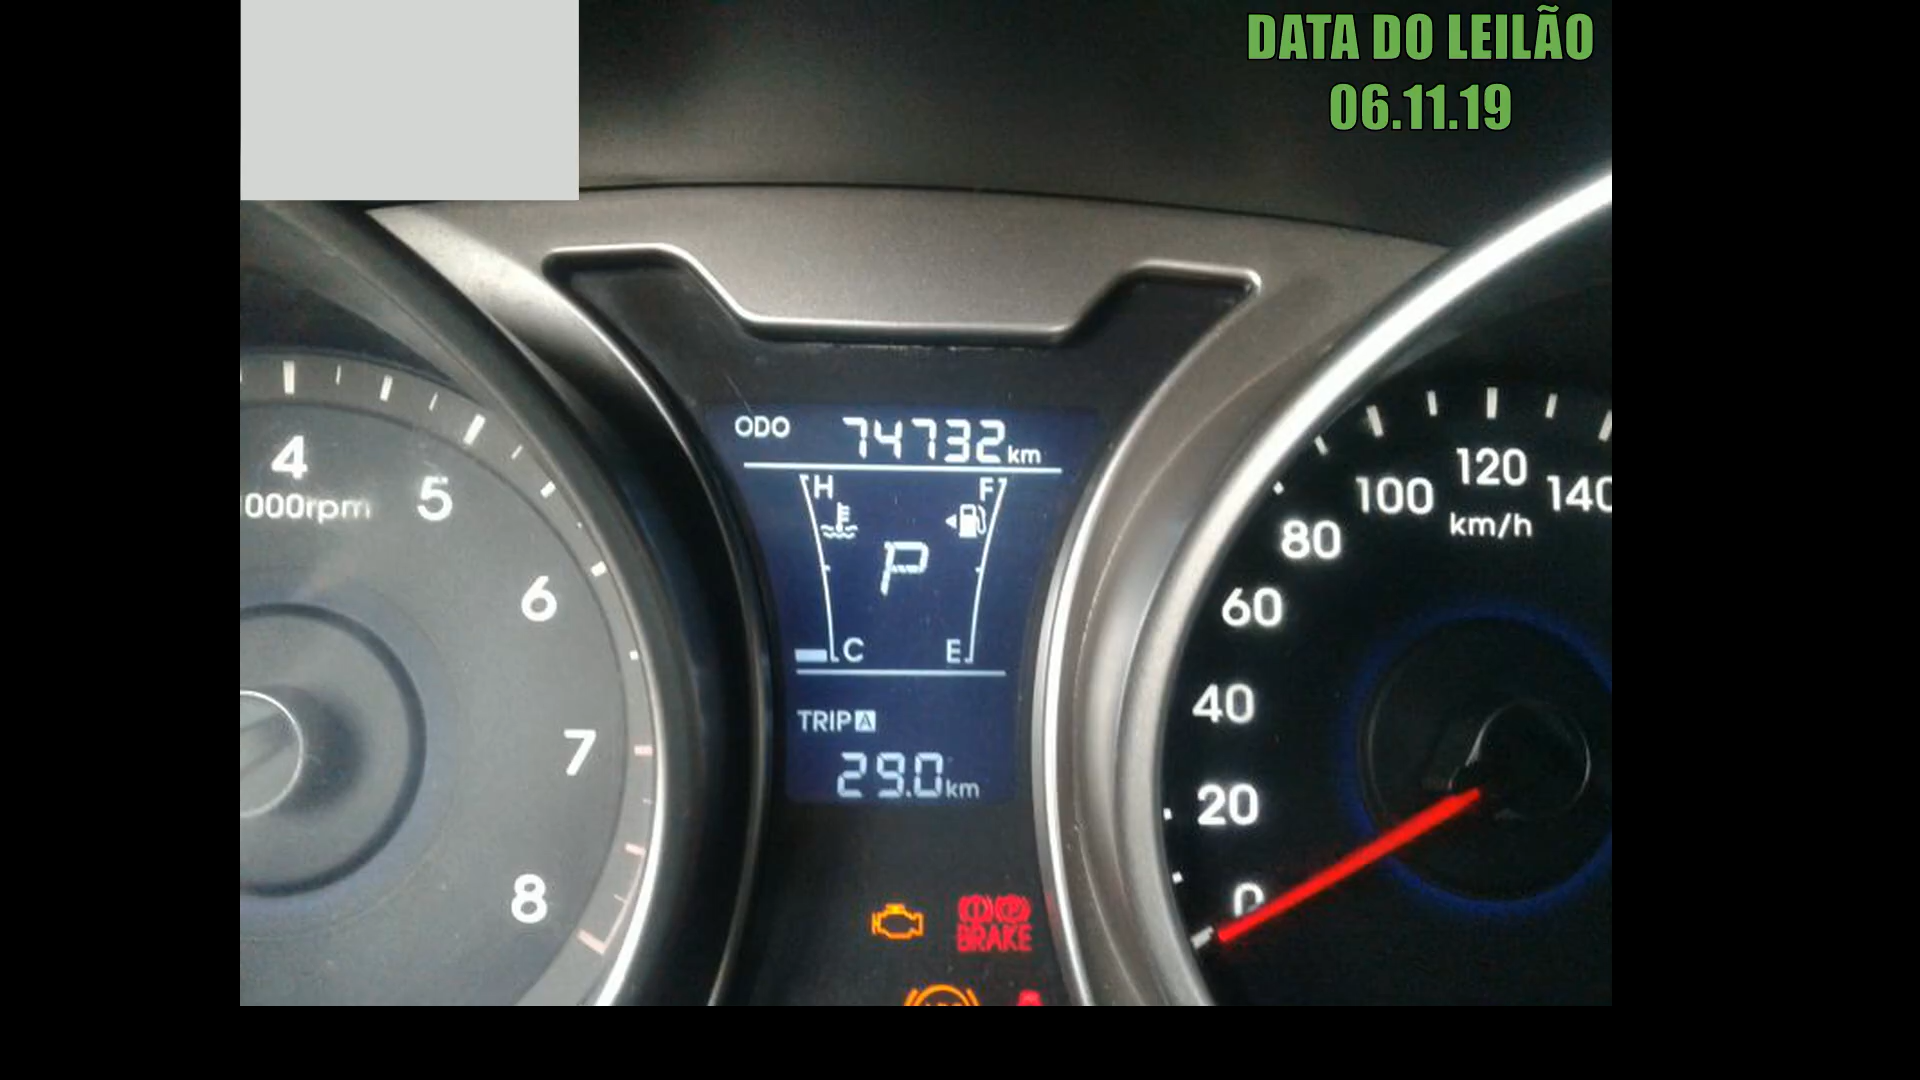 DATA DO LEILÃO
06.11.19
ODO 74732 km
H F
P
C E
TRIP A
29.0 km
4
5
000rpm
6
7
8
120
100
140
km/h
80
60
40
20
0
BRAKE